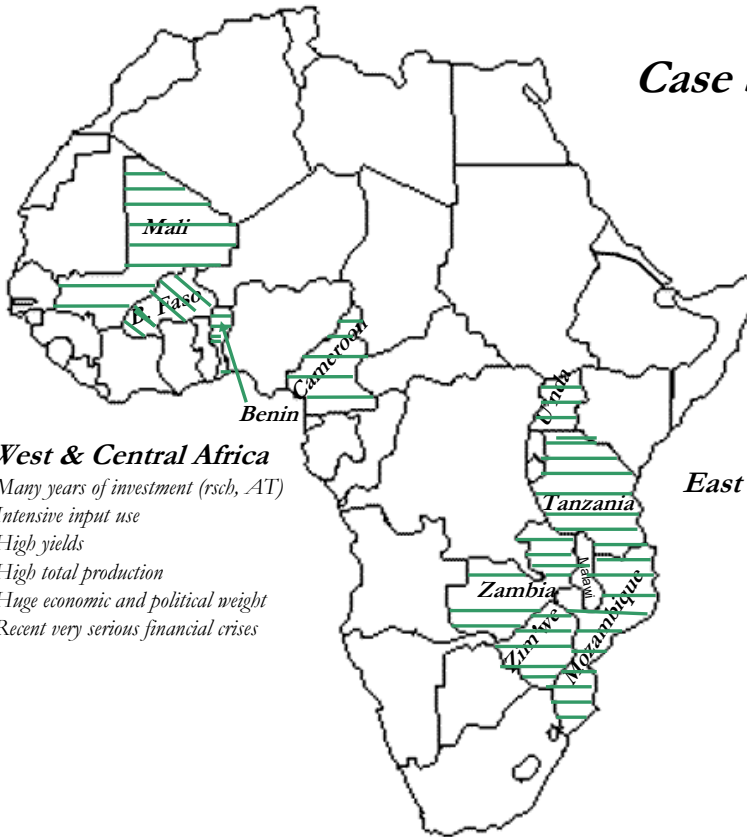 Case
Mali
B. Faso
Cameroon
Benin
U'nda
West & Central Africa
Many years of investment (rsch, AT)
Intensive input use
High yields
High total production
Huge economic and political weight
Recent very serious financial crises
East
Tanzania
Zambia
Malawi
Zim'we
Mozambique